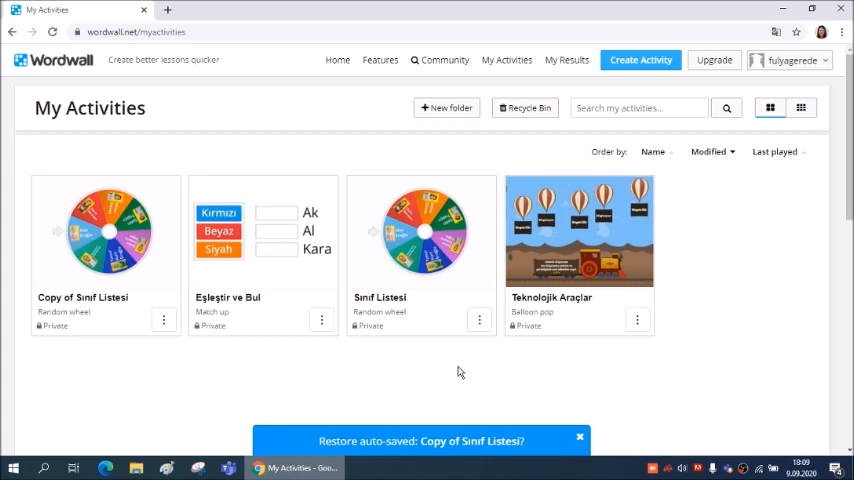 My Activities
wordwall.net/myactivities
Wordwall
Create better lessons quicker
Home
Features
Community
My Activities
My Results
Create Activity
Upgrade
fulyagerede
My Activities
New folder
Recycle Bin
Search my activities...
Order by:
Name
Modified
Last played
Kırmızı
Beyaz
Siyah
Ak
Al
Kara
Copy of Sınıf Listesi
Random wheel
Private
Eşleştir ve Bul
Match up
Private
Sınıf Listesi
Random wheel
Private
Teknolojik Araçlar
Balloon pop
Private
Restore auto-saved: Copy of Sınıf Listesi?
My Activities - Goo...
18:09
9.09.2020